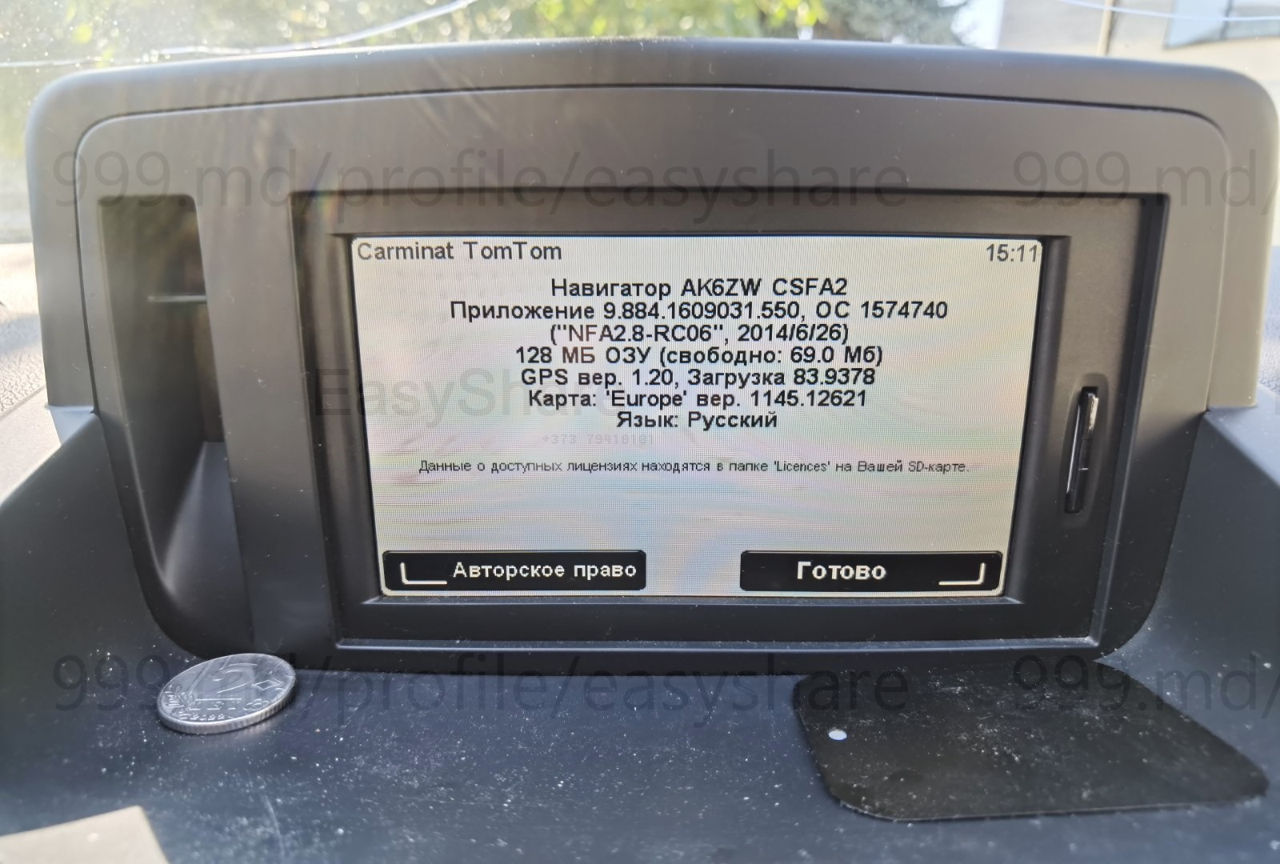 999.md/profile/easyshare 999.md/
Carminat TomTom 15:11
Навигатор AK6ZW CSFA2
Приложение 9.884.1609031.550, ОС 1574740
("NFA2.8-RC06", 2014/6/26)
128 МБ ОЗУ (свободно: 69.0 Мб)
GPS вер. 1.20, Загрузка 83.9378
Карта: 'Europe' вер. 1145.12621
EasyShare
Язык: Русский
+373 79410101
Данные о доступных лицензиях находятся в папке 'Licences' на Вашей SD-карте.
Авторское право Готово
999.md/profile/easyshare 999.md/